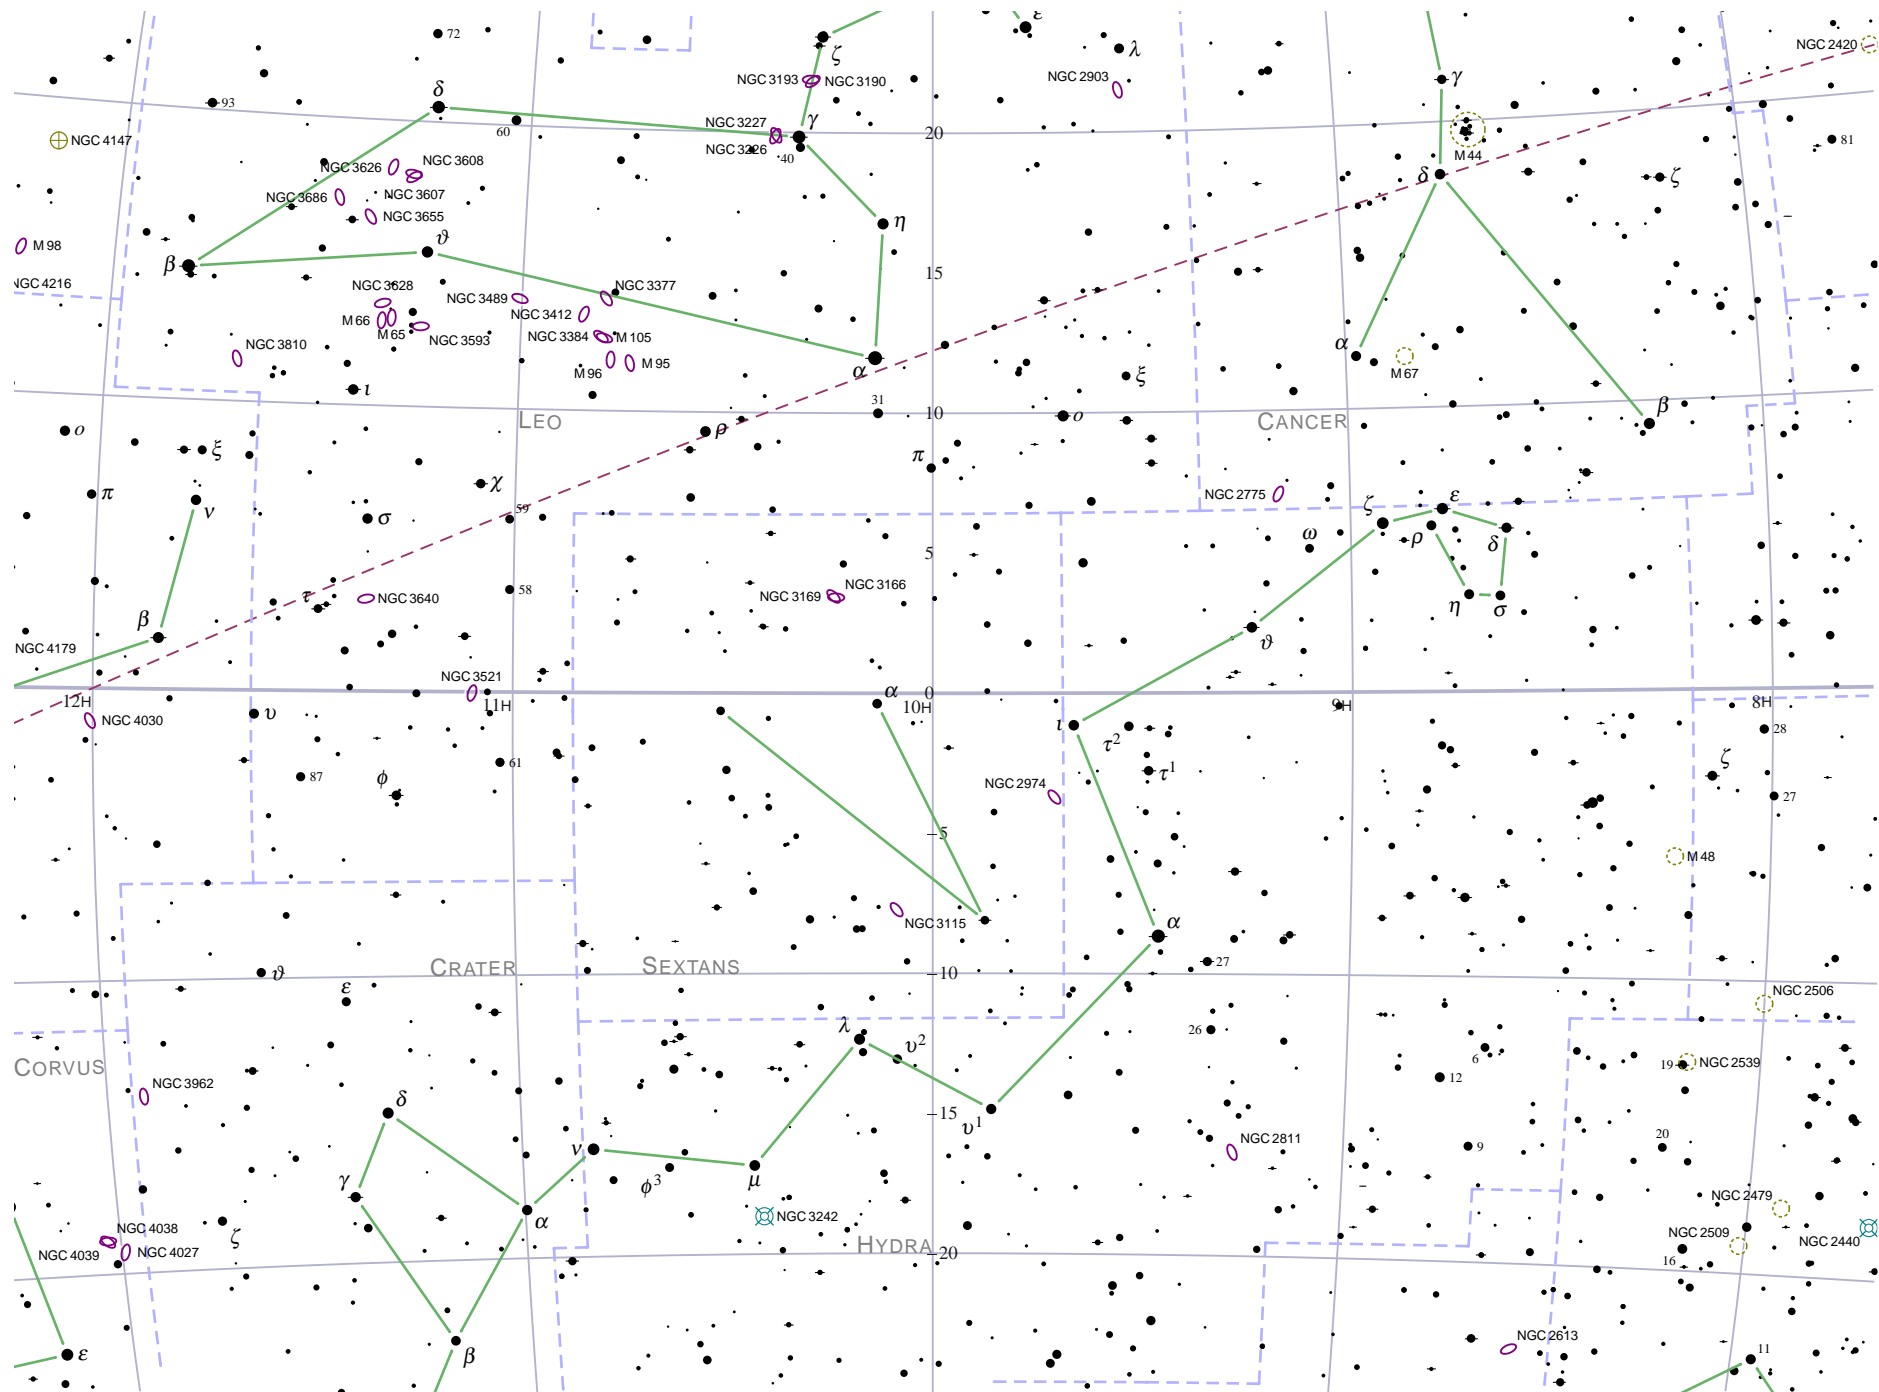 ε
72
ζ
λ
NGC 2420
NGC 3193
NGC 3190
NGC 2903
γ
δ
93
60
NGC 3227
γ
20
NGC 4147
NGC 3226
40
M 44
81
NGC 3626
NGC 3608
δ
ζ
NGC 3686
NGC 3607
NGC 3655
η
M 98
β
ϑ
15
NGC 4216
NGC 3628
NGC 3489
NGC 3377
M 66
M 65
NGC 3412
NGC 3810
NGC 3593
NGC 3384
M 105
α
M 96
M 95
α
M 67
ι
ξ
31
β
LEO
10
ο
CANCER
ο
ρ
ξ
π
π
χ
NGC 2775
ν
σ
59
ζ
ε
ω
ρ
δ
5
58
NGC 3166
τ
NGC 3640
NGC 3169
η
σ
β
ϑ
NGC 4179
NGC 3521
α
0
12H
11H
10H
9H
8H
NGC 4030
υ
ι
τ2
28
61
ζ
87
ϕ
NGC 2974
τ1
27
−5
M 48
NGC 3115
α
CRATER
SEXTANS
27
ϑ
−10
ε
NGC 2506
λ
26
υ2
CORVUS
6
19
NGC 2539
NGC 3962
12
δ
−15
υ1
ν
20
9
NGC 2811
γ
ϕ3
μ
NGC 2479
α
NGC 3242
NGC 4038
ζ
NGC 2509
NGC 4039
NGC 4027
HYDRA
−20
NGC 2440
16
NGC 2613
ε
β
11